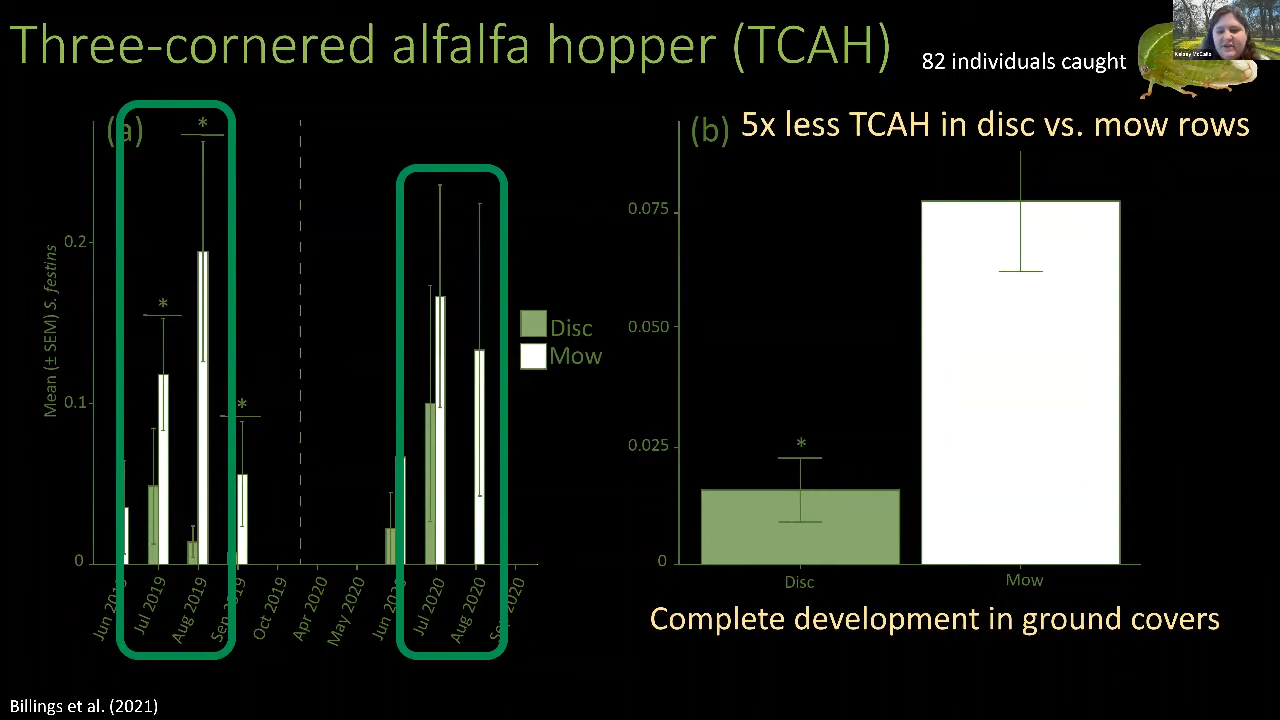 Three-cornered alfalfa hopper (TCAH)
82 individuals caught
Kelsey McCalla
(a)
*
*
*
0.2
0.1
0
Mean (± SEM) S. festins
Jul 2019
Aug 2019
Oct 2019
Apr 2020
May 2020
Jul 2020
Aug 2020
Disc
Mow
(b)
5x less TCAH in disc vs. mow rows
0.075
0.050
0.025
0
*
Disc
Mow
Complete development in ground covers
Billings et al. (2021)